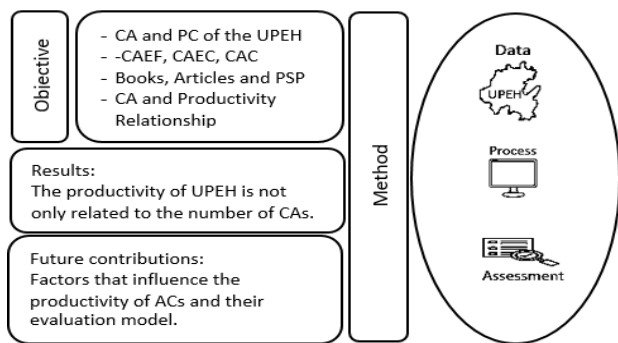 Objective
- CA and PC of the UPEH
- -CAEF, CAEC, CAC
- Books, Articles and PSP
- CA and Productivity
Relationship
Results:
The productivity of UPEH is not
only related to the number of CAs.
Future contributions:
Factors that influence the
productivity of ACs and their
evaluation model.
Method
Data
UPEH
Process
Assessment